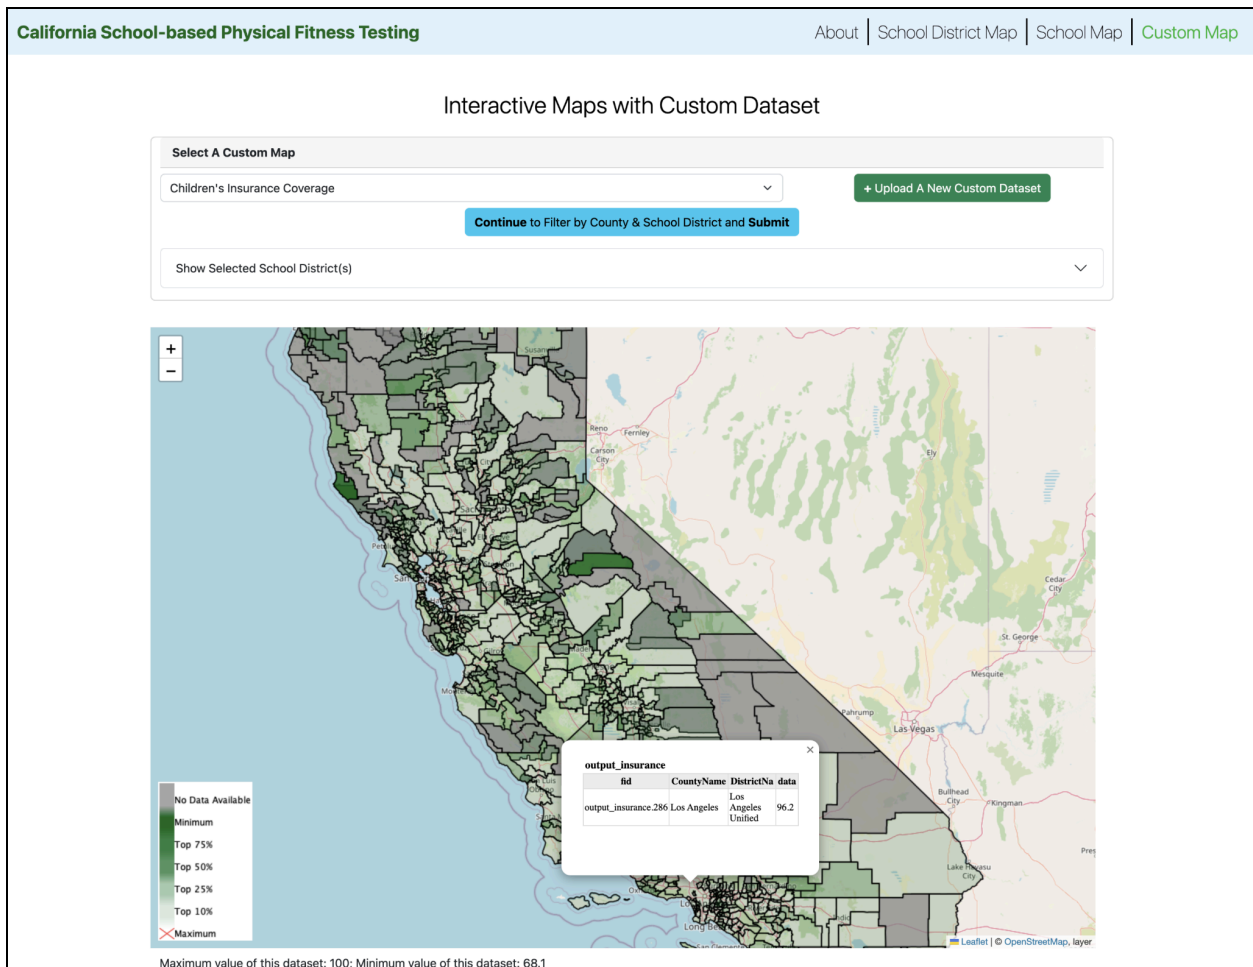 California School-based Physical Fitness Testing
About
School District Map
School Map
Custom Map
Interactive Maps with Custom Dataset
Select A Custom Map
Children's Insurance Coverage
+ Upload A New Custom Dataset
Continue to Filter by County & School District and Submit
Show Selected School District(s)
+
−
Reno
Fernley
Carson
City
Ely
Cedar
City
St. George
Mesquite
Pahrump
Las Vegas
Bullhead
City
Kingman
Lake Havasu
City
output_insurance
fid CountyName DistrictNa data
output_insurance.286 Los Angeles Los Angeles Unified 96.2
No Data Available
Minimum
Top 75%
Top 50%
Top 25%
Top 10%
Maximum
Long Be
Leaflet | © OpenStreetMap, layer
Maximum value of this dataset: 100; Minimum value of this dataset: 68.1